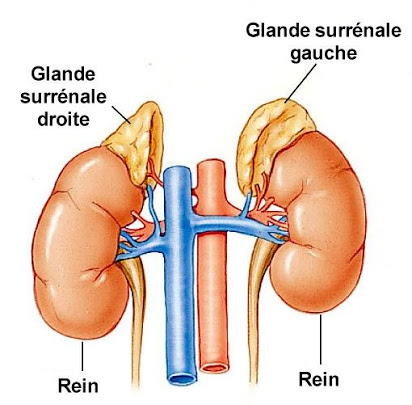 Glande surrénale
gauche
Glande
surrénale
droite
Rein
Rein